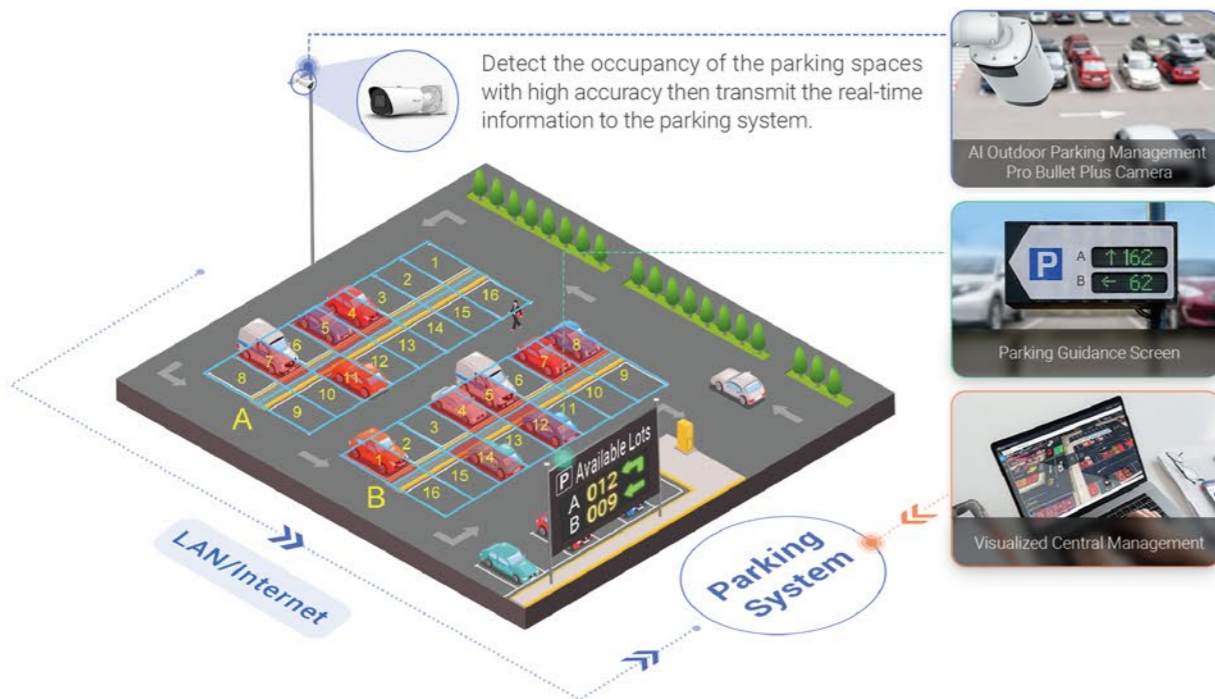 Detect the occupancy of the parking spaces
with high accuracy then transmit the real-time
information to the parking system.
AI Outdoor Parking Management
Pro Bullet Plus Camera
P
A ↑ 162
B ← 62
Parking Guidance Screen
Visualized Central Management
1
2
3
4
5
6
7
8
16
15
14
13
12
11
10
9
A
8
7
6
5
4
3
2
1
9
10
11
12
13
14
15
16
B
P Available Lots
A 012
B 009
LAN/Internet
Parking
System